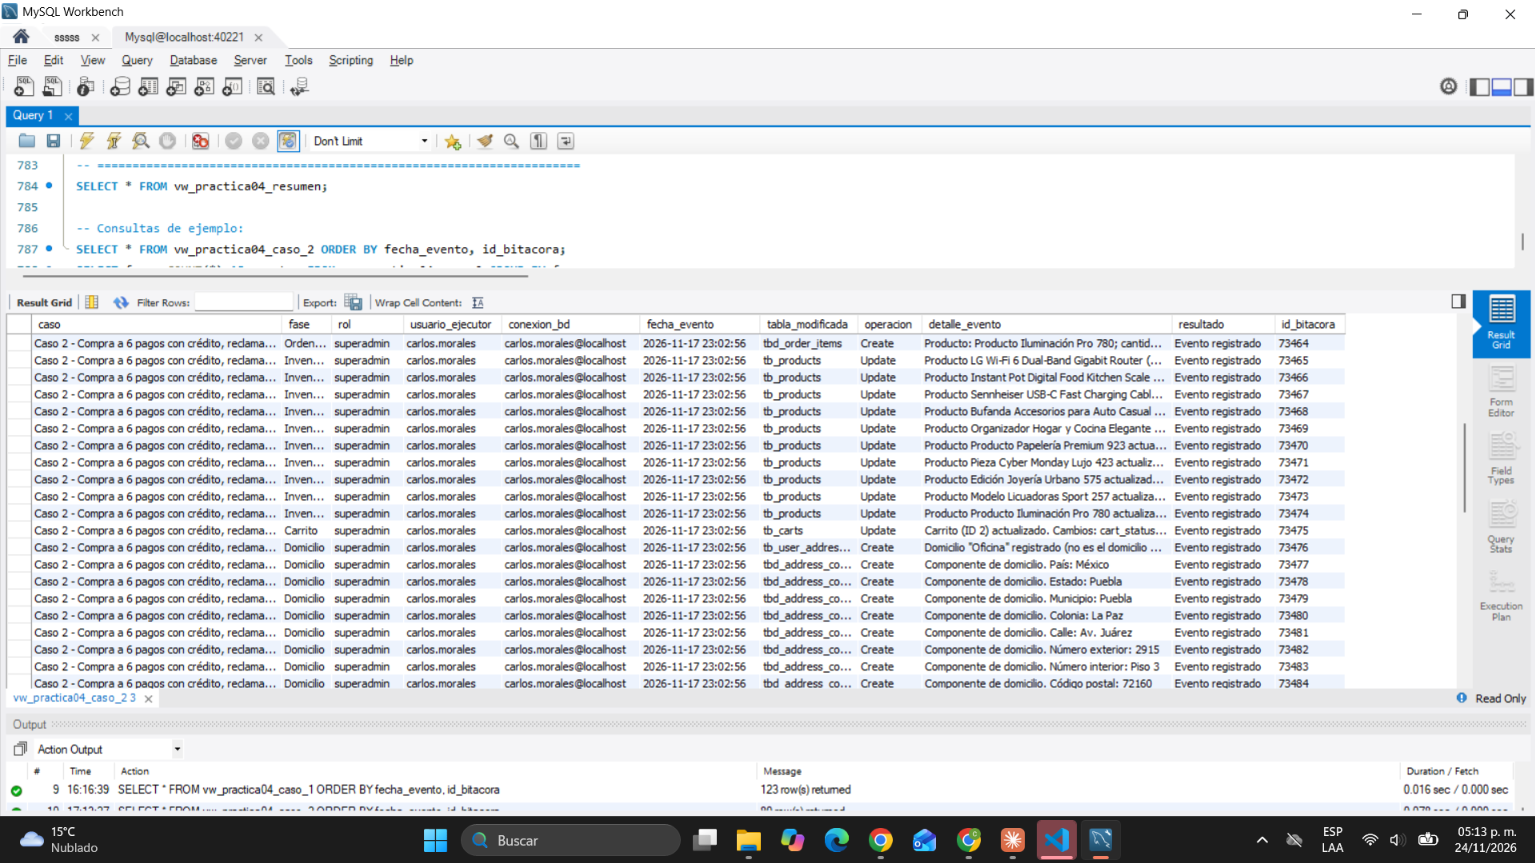 MySQL Workbench
sssss
Mysql@localhost:40221
File Edit View Query Database Server Tools Scripting Help
Query 1
Don't Limit
783 -- =====================================================================
784 SELECT * FROM vw_practica04_resumen;
785
786 -- Consultas de ejemplo:
787 SELECT * FROM vw_practica04_caso_2 ORDER BY fecha_evento, id_bitacora;
Result Grid Filter Rows: Export: Wrap Cell Content:
caso fase rol usuario_ejecutor conexion_bd fecha_evento tabla_modificada operacion detalle_evento resultado id_bitacora
Caso 2 - Compra a 6 pagos con crédito, reclama... Orden... superadmin carlos.morales carlos.morales@localhost 2026-11-17 23:02:56 tbd_order_items Create Producto: Producto Iluminación Pro 780; cantid... Evento registrado 73464
Caso 2 - Compra a 6 pagos con crédito, reclama... Inven... superadmin carlos.morales carlos.morales@localhost 2026-11-17 23:02:56 tb_products Update Producto LG Wi-Fi 6 Dual-Band Gigabit Router (... Evento registrado 73465
Caso 2 - Compra a 6 pagos con crédito, reclama... Inven... superadmin carlos.morales carlos.morales@localhost 2026-11-17 23:02:56 tb_products Update Producto Instant Pot Digital Food Kitchen Scale ... Evento registrado 73466
Caso 2 - Compra a 6 pagos con crédito, reclama... Inven... superadmin carlos.morales carlos.morales@localhost 2026-11-17 23:02:56 tb_products Update Producto Sennheiser USB-C Fast Charging Cabl... Evento registrado 73467
Caso 2 - Compra a 6 pagos con crédito, reclama... Inven... superadmin carlos.morales carlos.morales@localhost 2026-11-17 23:02:56 tb_products Update Producto Bufanda Accesorios para Auto Casual ... Evento registrado 73468
Caso 2 - Compra a 6 pagos con crédito, reclama... Inven... superadmin carlos.morales carlos.morales@localhost 2026-11-17 23:02:56 tb_products Update Producto Organizador Hogar y Cocina Elegante ... Evento registrado 73469
Caso 2 - Compra a 6 pagos con crédito, reclama... Inven... superadmin carlos.morales carlos.morales@localhost 2026-11-17 23:02:56 tb_products Update Producto Producto Papelería Premium 923 actua... Evento registrado 73470
Caso 2 - Compra a 6 pagos con crédito, reclama... Inven... superadmin carlos.morales carlos.morales@localhost 2026-11-17 23:02:56 tb_products Update Producto Pieza Cyber Monday Lujo 423 actualiz... Evento registrado 73471
Caso 2 - Compra a 6 pagos con crédito, reclama... Inven... superadmin carlos.morales carlos.morales@localhost 2026-11-17 23:02:56 tb_products Update Producto Edición Joyería Urbano 575 actualizad... Evento registrado 73472
Caso 2 - Compra a 6 pagos con crédito, reclama... Inven... superadmin carlos.morales carlos.morales@localhost 2026-11-17 23:02:56 tb_products Update Producto Modelo Licuadoras Sport 257 actualiza... Evento registrado 73473
Caso 2 - Compra a 6 pagos con crédito, reclama... Inven... superadmin carlos.morales carlos.morales@localhost 2026-11-17 23:02:56 tb_products Update Producto Producto Iluminación Pro 780 actualiza... Evento registrado 73474
Caso 2 - Compra a 6 pagos con crédito, reclama... Carrito superadmin carlos.morales carlos.morales@localhost 2026-11-17 23:02:56 tb_carts Update Carrito (ID 2) actualizado. Cambios: cart_status... Evento registrado 73475
Caso 2 - Compra a 6 pagos con crédito, reclama... Domicilio superadmin carlos.morales carlos.morales@localhost 2026-11-17 23:02:56 tb_user_addres... Create Domicilio "Oficina" registrado (no es el domicilio ... Evento registrado 73476
Caso 2 - Compra a 6 pagos con crédito, reclama... Domicilio superadmin carlos.morales carlos.morales@localhost 2026-11-17 23:02:56 tbd_address_co... Create Componente de domicilio. País: México Evento registrado 73477
Caso 2 - Compra a 6 pagos con crédito, reclama... Domicilio superadmin carlos.morales carlos.morales@localhost 2026-11-17 23:02:56 tbd_address_co... Create Componente de domicilio. Estado: Puebla Evento registrado 73478
Caso 2 - Compra a 6 pagos con crédito, reclama... Domicilio superadmin carlos.morales carlos.morales@localhost 2026-11-17 23:02:56 tbd_address_co... Create Componente de domicilio. Municipio: Puebla Evento registrado 73479
Caso 2 - Compra a 6 pagos con crédito, reclama... Domicilio superadmin carlos.morales carlos.morales@localhost 2026-11-17 23:02:56 tbd_address_co... Create Componente de domicilio. Colonia: La Paz Evento registrado 73480
Caso 2 - Compra a 6 pagos con crédito, reclama... Domicilio superadmin carlos.morales carlos.morales@localhost 2026-11-17 23:02:56 tbd_address_co... Create Componente de domicilio. Calle: Av. Juárez Evento registrado 73481
Caso 2 - Compra a 6 pagos con crédito, reclama... Domicilio superadmin carlos.morales carlos.morales@localhost 2026-11-17 23:02:56 tbd_address_co... Create Componente de domicilio. Número exterior: 2915 Evento registrado 73482
Caso 2 - Compra a 6 pagos con crédito, reclama... Domicilio superadmin carlos.morales carlos.morales@localhost 2026-11-17 23:02:56 tbd_address_co... Create Componente de domicilio. Número interior: Piso 3 Evento registrado 73483
Caso 2 - Compra a 6 pagos con crédito, reclama... Domicilio superadmin carlos.morales carlos.morales@localhost 2026-11-17 23:02:56 tbd_address_co... Create Componente de domicilio. Código postal: 72160 Evento registrado 73484
Result Grid
Form Editor
Field Types
Query Stats
Execution Plan
vw_practica04_caso_2 3
Read Only
Output
Action Output
# Time Action Message Duration / Fetch
9 16:16:39 SELECT * FROM vw_practica04_caso_1 ORDER BY fecha_evento, id_bitacora 123 row(s) returned 0.016 sec / 0.000 sec
15°C
Nublado
Buscar
ESP
LAA
05:13 p. m.
24/11/2026